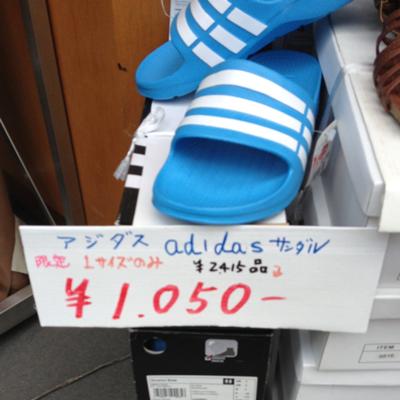 アジダス adidas サンダル
限定 1サイズのみ ¥2415品
¥1.050-
ITEM